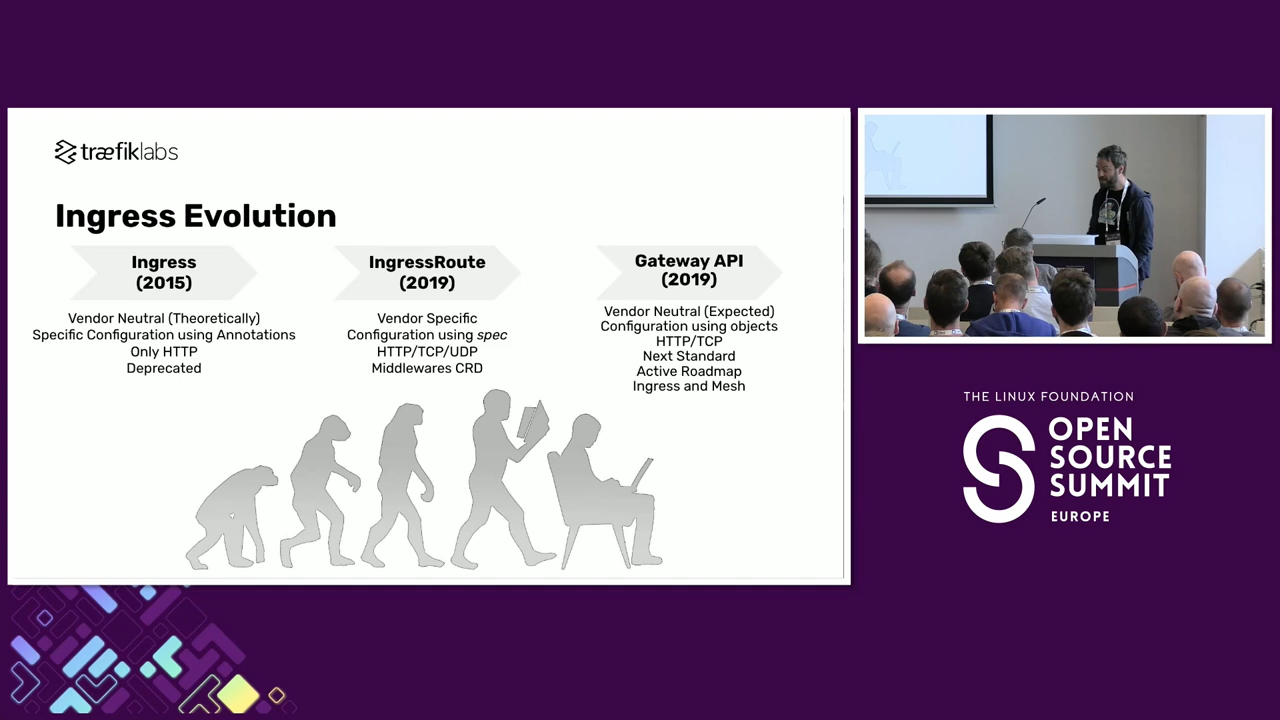 træfiklabs
Ingress Evolution
Ingress
(2015)
Vendor Neutral (Theoretically)
Specific Configuration using Annotations
Only HTTP
Deprecated
IngressRoute
(2019)
Vendor Specific
Configuration using spec
HTTP/TCP/UDP
Middlewares CRD
Gateway API
(2019)
Vendor Neutral (Expected)
Configuration using objects
HTTP/TCP
Next Standard
Active Roadmap
Ingress and Mesh
THE LINUX FOUNDATION
OPEN
SOURCE
SUMMIT
EUROPE